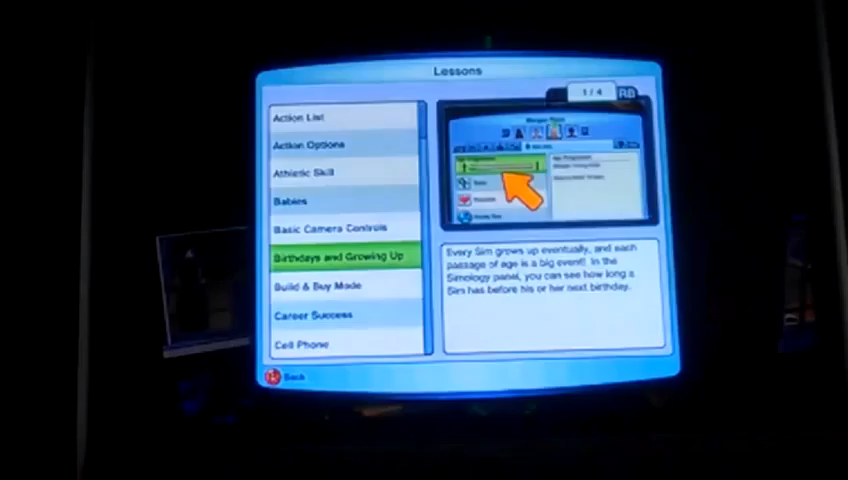 Lessons
1 / 4
RB
Action List
Action Options
Athletic Skill
Babies
Basic Camera Controls
Birthdays and Growing Up
Build & Buy Mode
Career Success
Cell Phone
Every Sim grows up eventually, and each
passage of age is a big event! In the
Simology panel, you can see how long a
Sim has before his or her next birthday.
Back